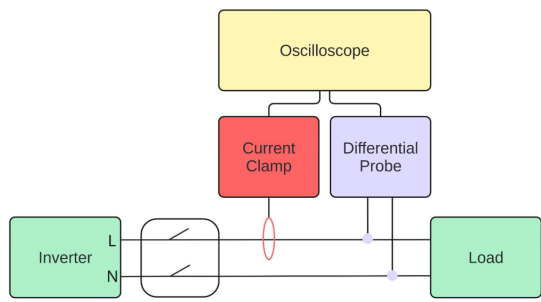 Oscilloscope
Current
Clamp
Differential
Probe
Inverter
L
N
Load